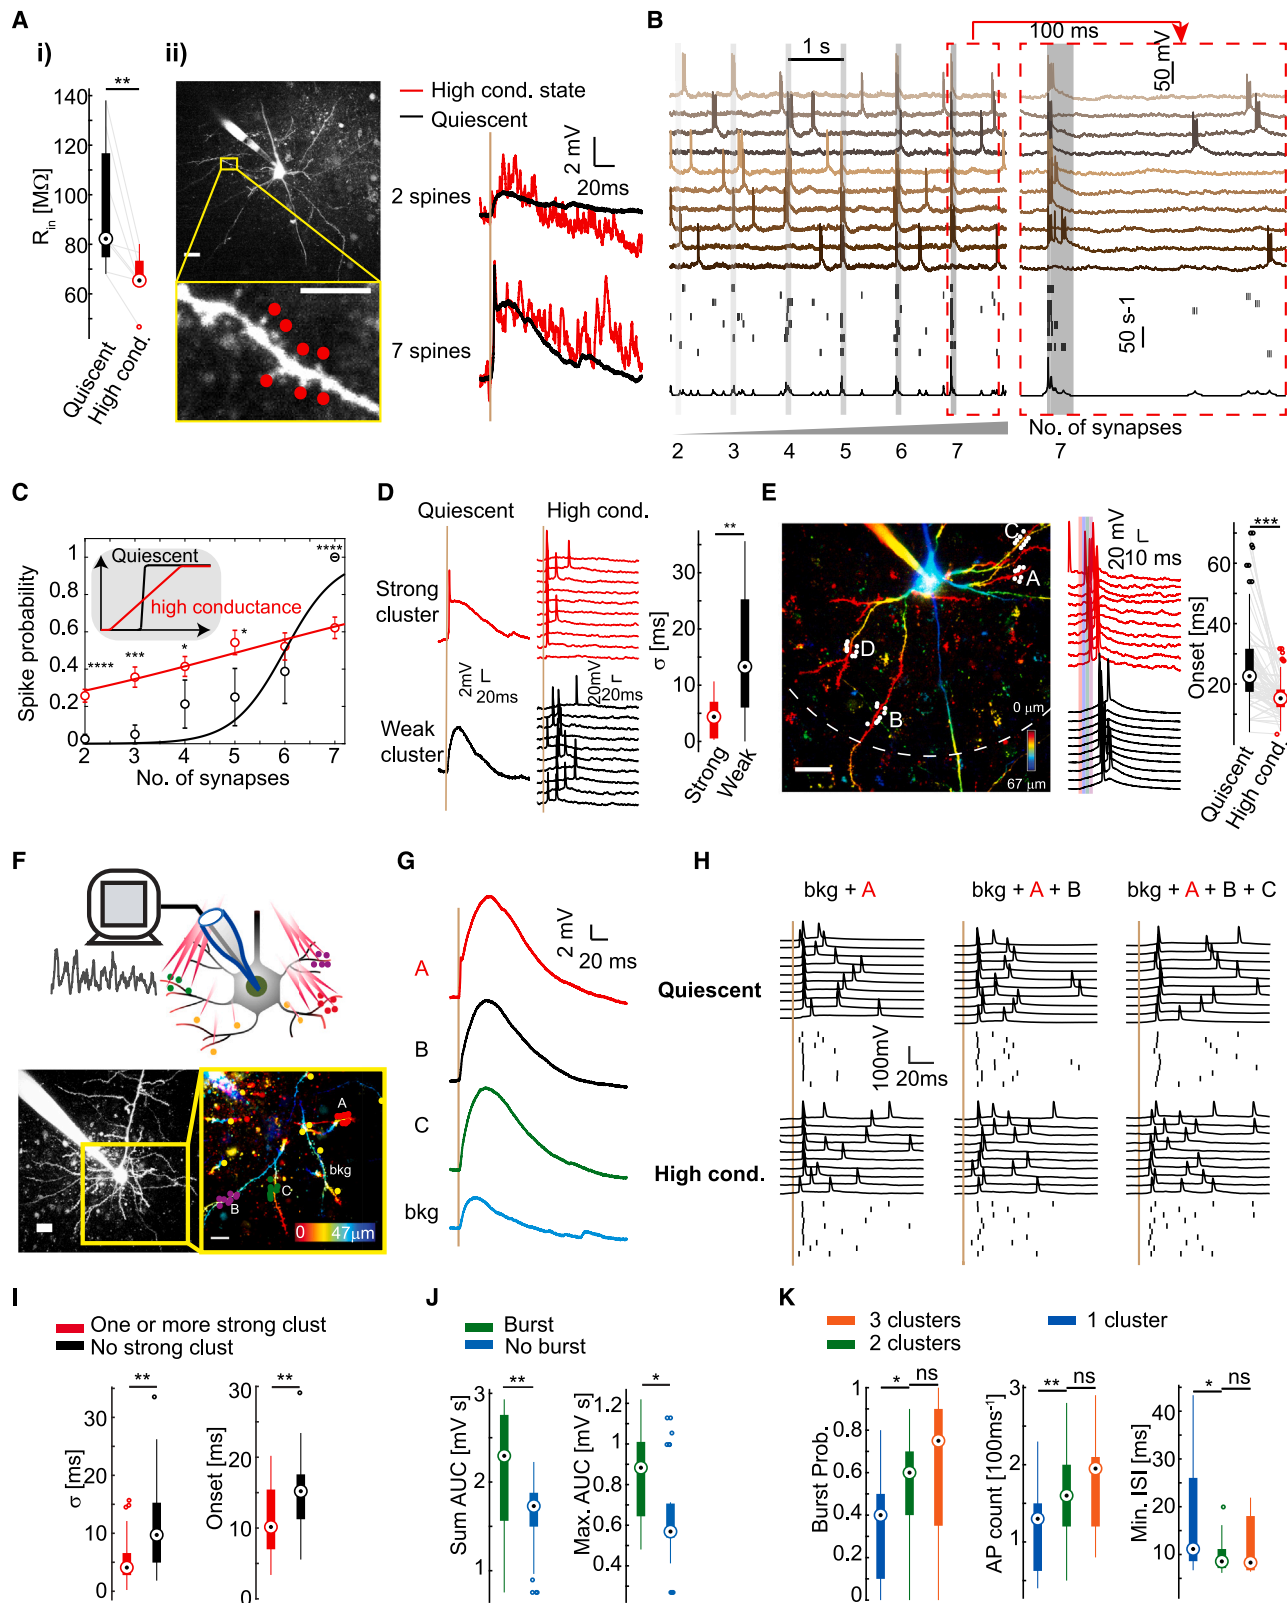 A
i)
**
140
120
100
80
60
R_in [MΩ]
Quiescent
High cond.
ii)
High cond. state
Quiescent
2 mV
20ms
2 spines
7 spines
B
1 s
100 ms
50 mV
50 s-1
No. of synapses
2 3 4 5 6 7
7
C
Spike probability
1
0.8
0.6
0.4
0.2
0
2 3 4 5 6 7
No. of synapses
Quiescent
high conductance
****
***
*
*
****
D
Quiescent
High cond.
Strong cluster
Weak cluster
2mV
20ms
20mV
20ms
**
30
20
10
0
σ [ms]
Strong
Weak
E
C
A
D
B
0 µm
67 µm
20 mV
10 ms
***
60
40
20
Onset [ms]
Quiscent
High cond
F
A
bkg
C
B
0 47µm
G
A
B
C
bkg
2 mV
20 ms
H
bkg + A
bkg + A + B
bkg + A + B + C
Quiescent
100mV
20ms
High cond.
I
One or more strong clust
No strong clust
**
30
20
10
0
σ [ms]
**
30
20
10
0
Onset [ms]
J
Burst
No burst
**
3
2
1
Sum AUC [mV s]
*
1.2
1
0.8
0.6
0.4
Max. AUC [mV s]
K
3 clusters
2 clusters
1 cluster
* ns
1
0.8
0.6
0.4
0.2
0
Burst Prob.
** ns
3
2
1
AP count [100ms⁻¹]
* ns
40
30
20
10
Min. ISI [ms]